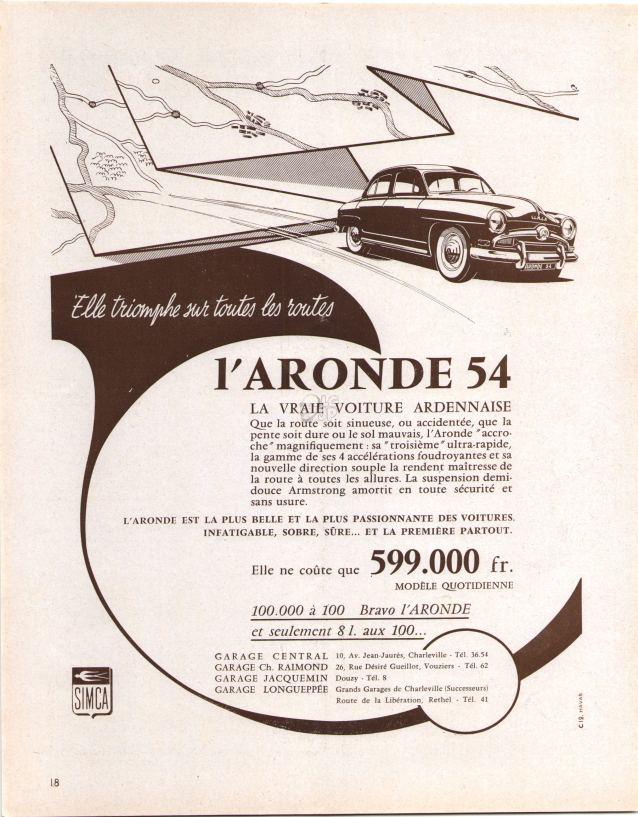 Elle triomphe sur toutes les routes
l'ARONDE 54
LA VRAIE VOITURE ARDENNAISE
Que la route soit sinueuse, ou accidentée, que la
pente soit dure ou le sol mauvais, l'Aronde "accro-
che" magnifiquement : sa "troisième" ultra-rapide,
la gamme de ses 4 accélérations foudroyantes et sa
nouvelle direction souple la rendent maîtresse de
la route à toutes les allures. La suspension demi-
douce Armstrong amortit en toute sécurité et
sans usure.
L'ARONDE EST LA PLUS BELLE ET LA PLUS PASSIONNANTE DES VOITURES.
INFATIGABLE, SOBRE, SÛRE... ET LA PREMIÈRE PARTOUT.
Elle ne coûte que 599.000 fr.
MODÈLE QUOTIDIENNE
100.000 à 100 Bravo l'ARONDE
et seulement 8 l. aux 100...
GARAGE CENTRAL 10, Av. Jean-Jaurès, Charleville - Tél. 36.54
GARAGE Ch. RAIMOND 26, Rue Désiré Gueillor, Vouziers - Tél. 62
GARAGE JACQUEMIN Douzy - Tél. 8
GARAGE LONGUEPPÉE Grands Garages de Charleville (Successeurs)
Route de la Libération, Rethel - Tél. 41
SIMCA
ARONDE 54
HAVAS
18